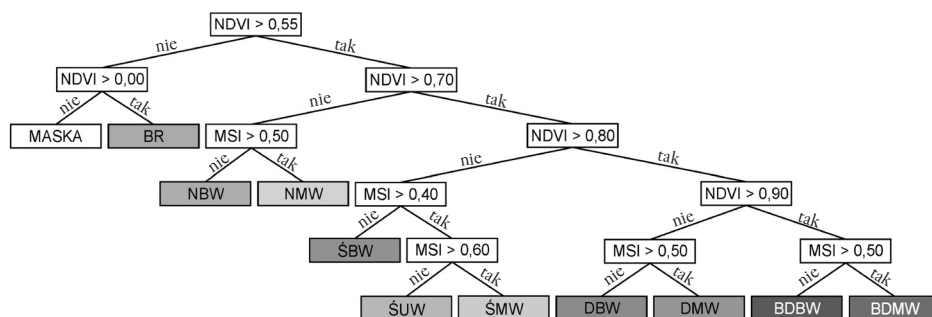 NDVI > 0,55
nie tak
NDVI > 0,00 NDVI > 0,70
nie tak nie tak
MASKA BR MSI > 0,50 NDVI > 0,80
nie tak nie tak
NBW NMW MSI > 0,40 NDVI > 0,90
nie tak nie tak
ŚBW MSI > 0,60 MSI > 0,50 MSI > 0,50
nie tak nie tak nie tak
ŚUW ŚMW DBW DMW BDBW BDMW